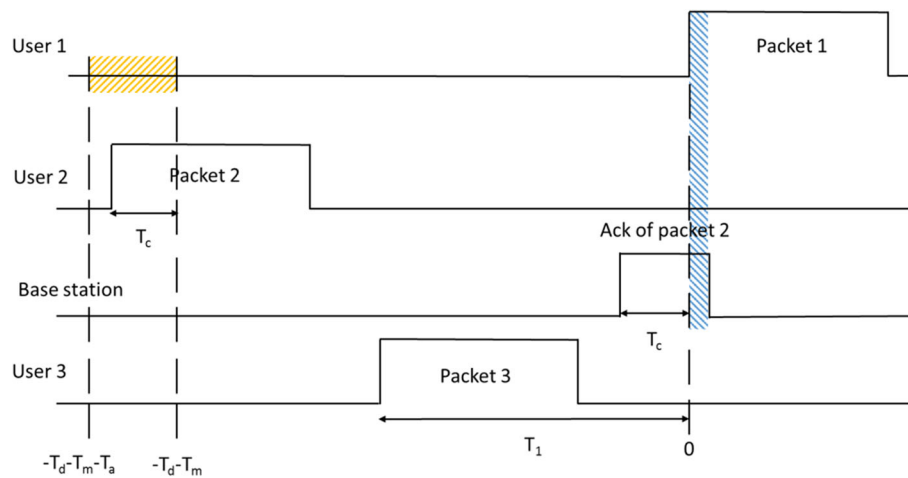 User 1
Packet 1
User 2
Packet 2
Tc
Ack of packet 2
Base station
Tc
User 3
Packet 3
T1
-Td-Tm-Ta
-Td-Tm
0